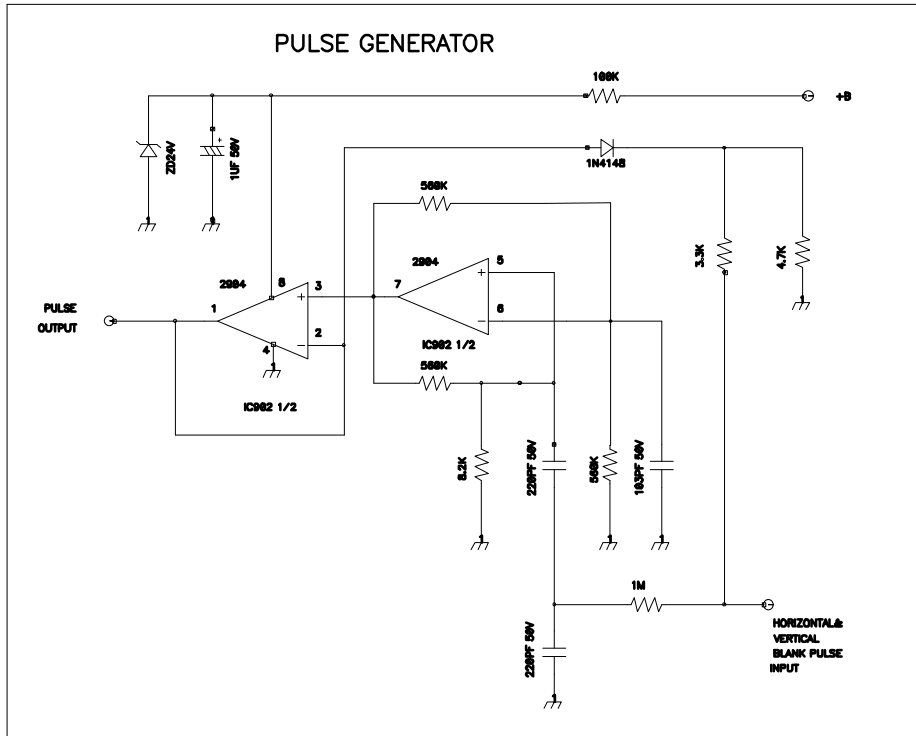 PULSE GENERATOR
100K
+B
ZD24V
1UF 50V
+
1N4148
560K
3.3K
4.7K
2904
8
3
7
2904
5
+
+
6
1
2
PULSE
OUTPUT
4
IC902 1/2
IC902 1/2
560K
8.2K
220PF 50V
560K
103PF 50V
1M
220PF 50V
HORIZONTAL&
VERTICAL
BLANK PULSE
INPUT